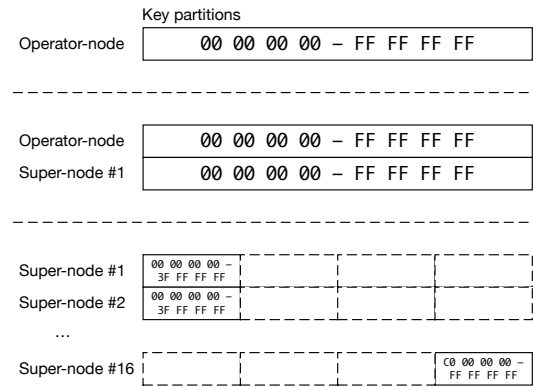 Key partitions
Operator-node 00 00 00 00 – FF FF FF FF
Operator-node 00 00 00 00 – FF FF FF FF
Super-node #1 00 00 00 00 – FF FF FF FF
Super-node #1 00 00 00 00 –
3F FF FF FF
Super-node #2 00 00 00 00 –
3F FF FF FF
...
Super-node #16 C0 00 00 00 –
FF FF FF FF